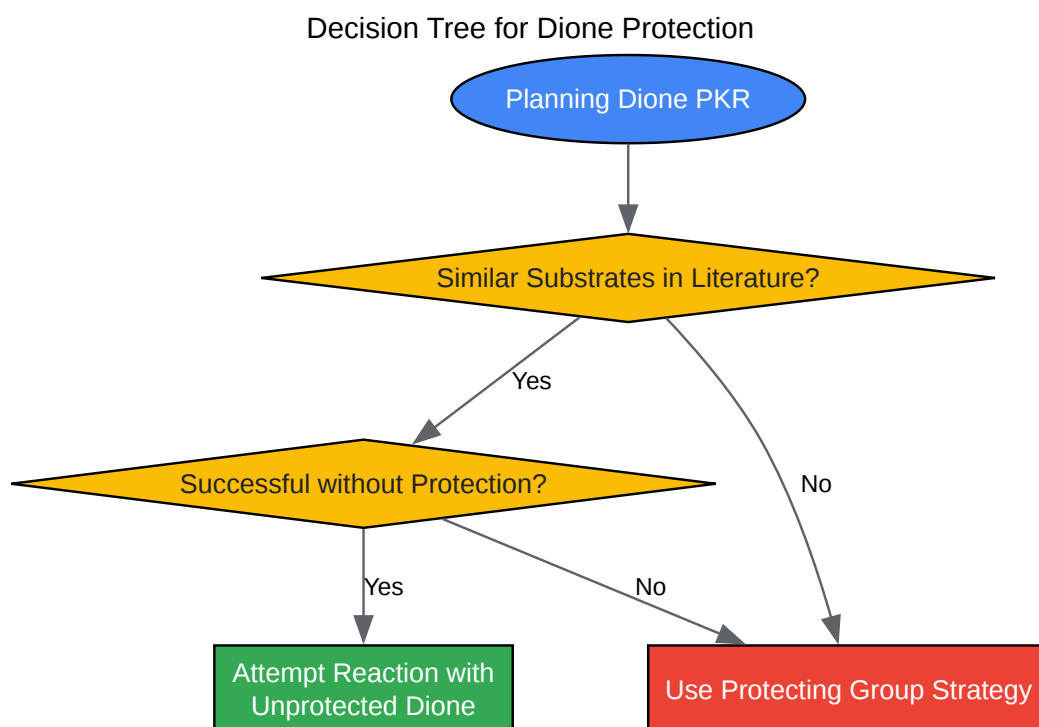 Decision Tree for Dione Protection
Planning Dione PKR
Similar Substrates in Literature?
Yes
Successful without Protection?
No
Yes
No
Attempt Reaction with
Unprotected Dione
Use Protecting Group Strategy